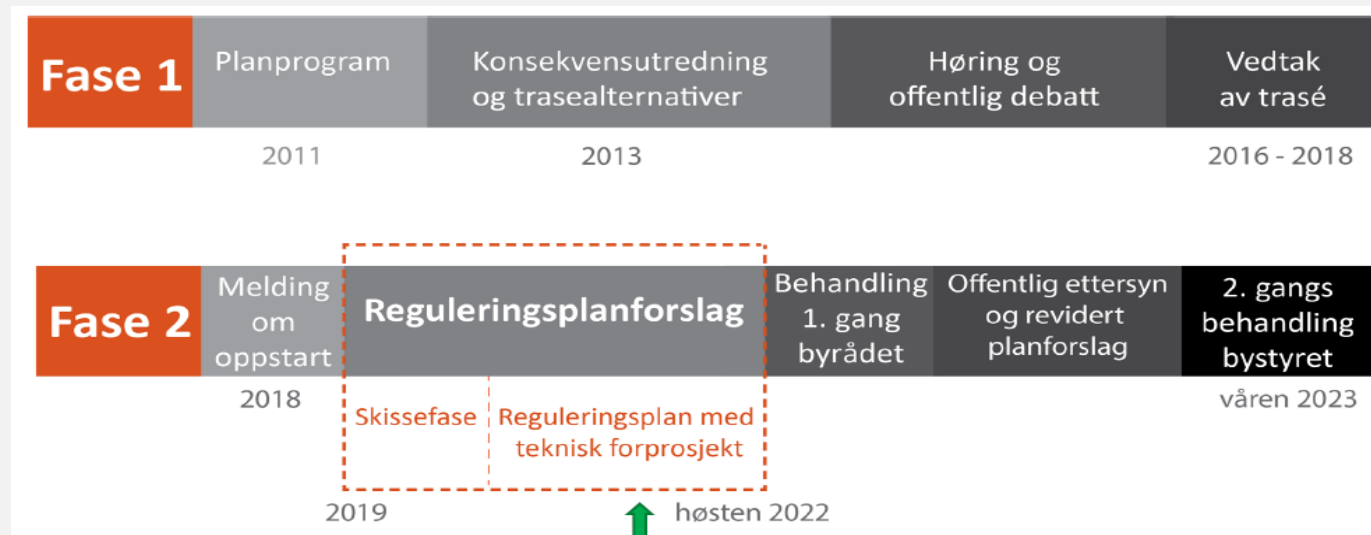 Fase 1
Planprogram
Konsekvensutredning
og trasealternativer
Høring og
offentlig debatt
Vedtak
av trasé
2011
2013
2016 - 2018
Fase 2
Melding
om
oppstart
Reguleringsplanforslag
Behandling
1. gang
byrådet
Offentlig ettersyn
og revidert
planforslag
2. gangs
behandling
bystyret
2018
Skissefase
Reguleringsplan med
teknisk forprosjekt
våren 2023
2019
høsten 2022